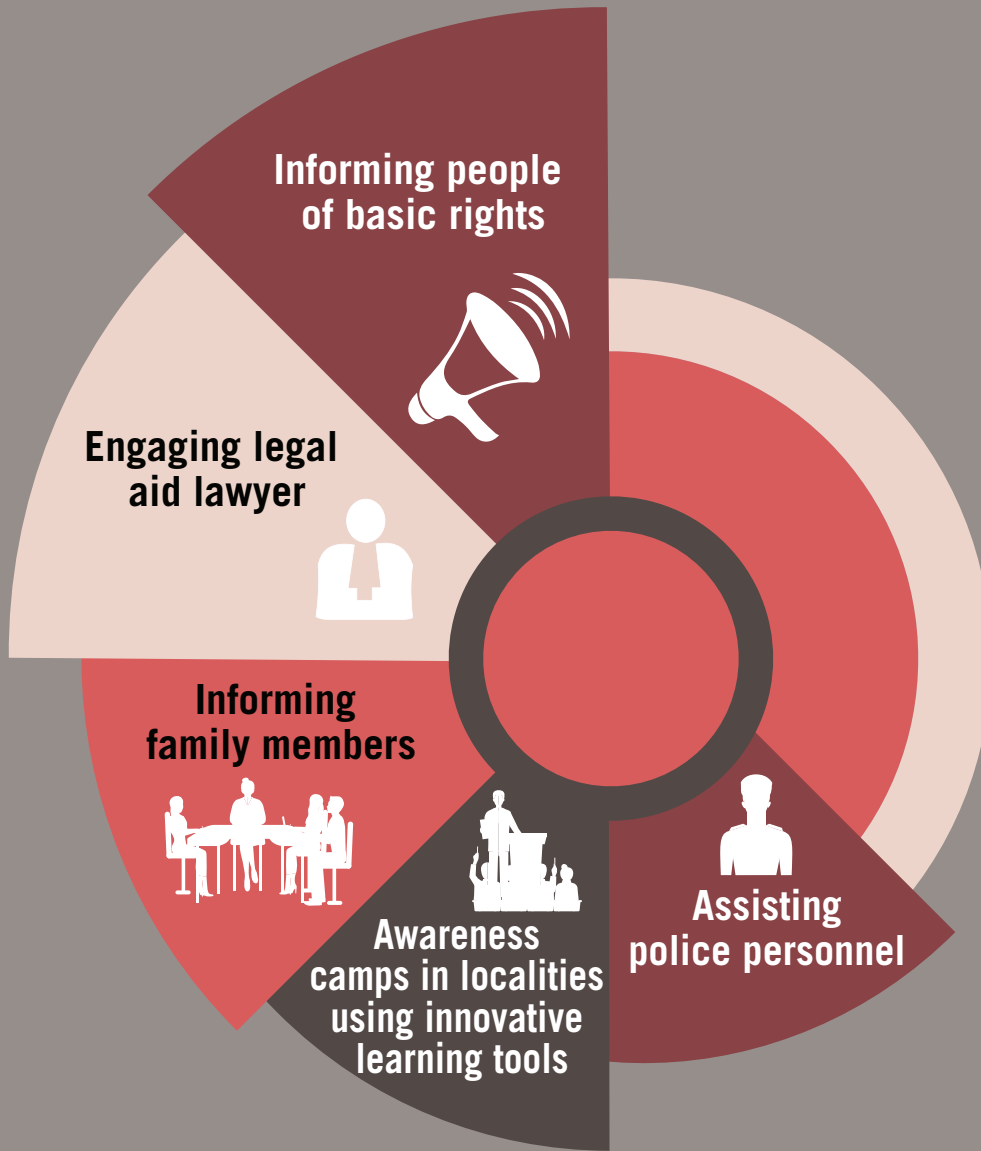 Informing people
of basic rights
Engaging legal
aid lawyer
Informing
family members
Awareness
camps in localities
using innovative
learning tools
Assisting
police personnel